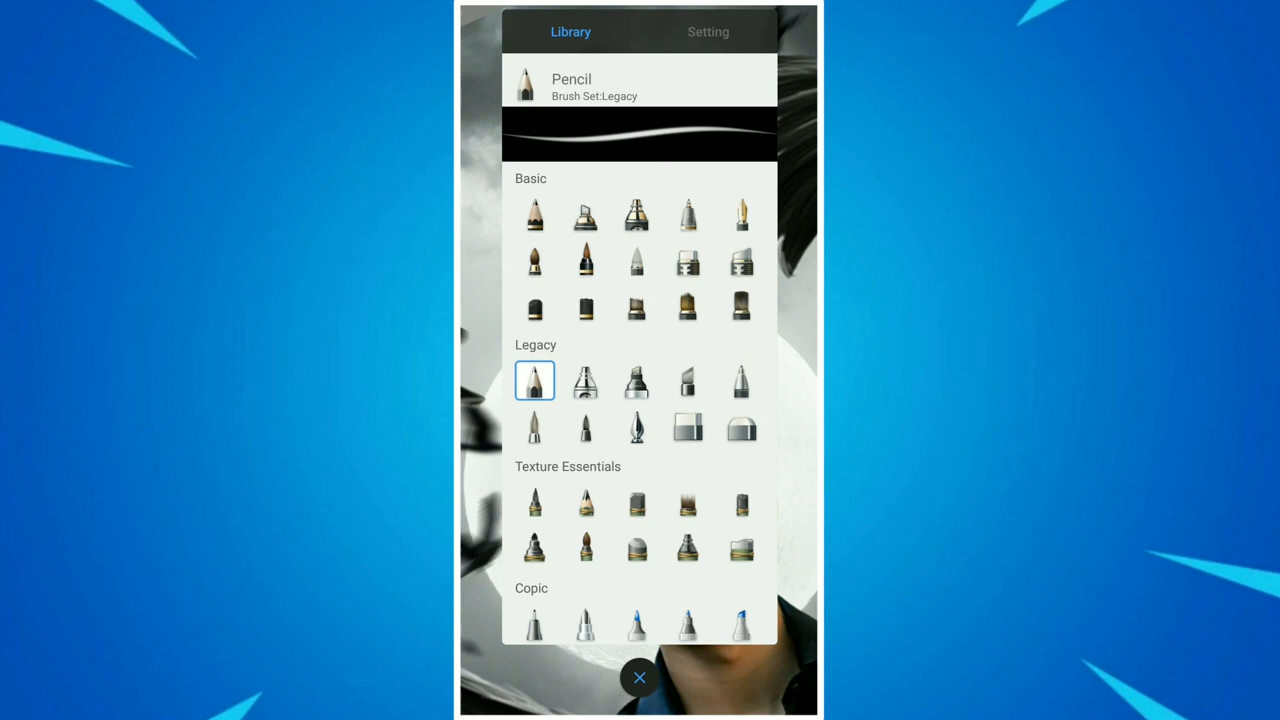 Library Setting
Pencil
Brush Set:Legacy
Basic
Legacy
Texture Essentials
Copic